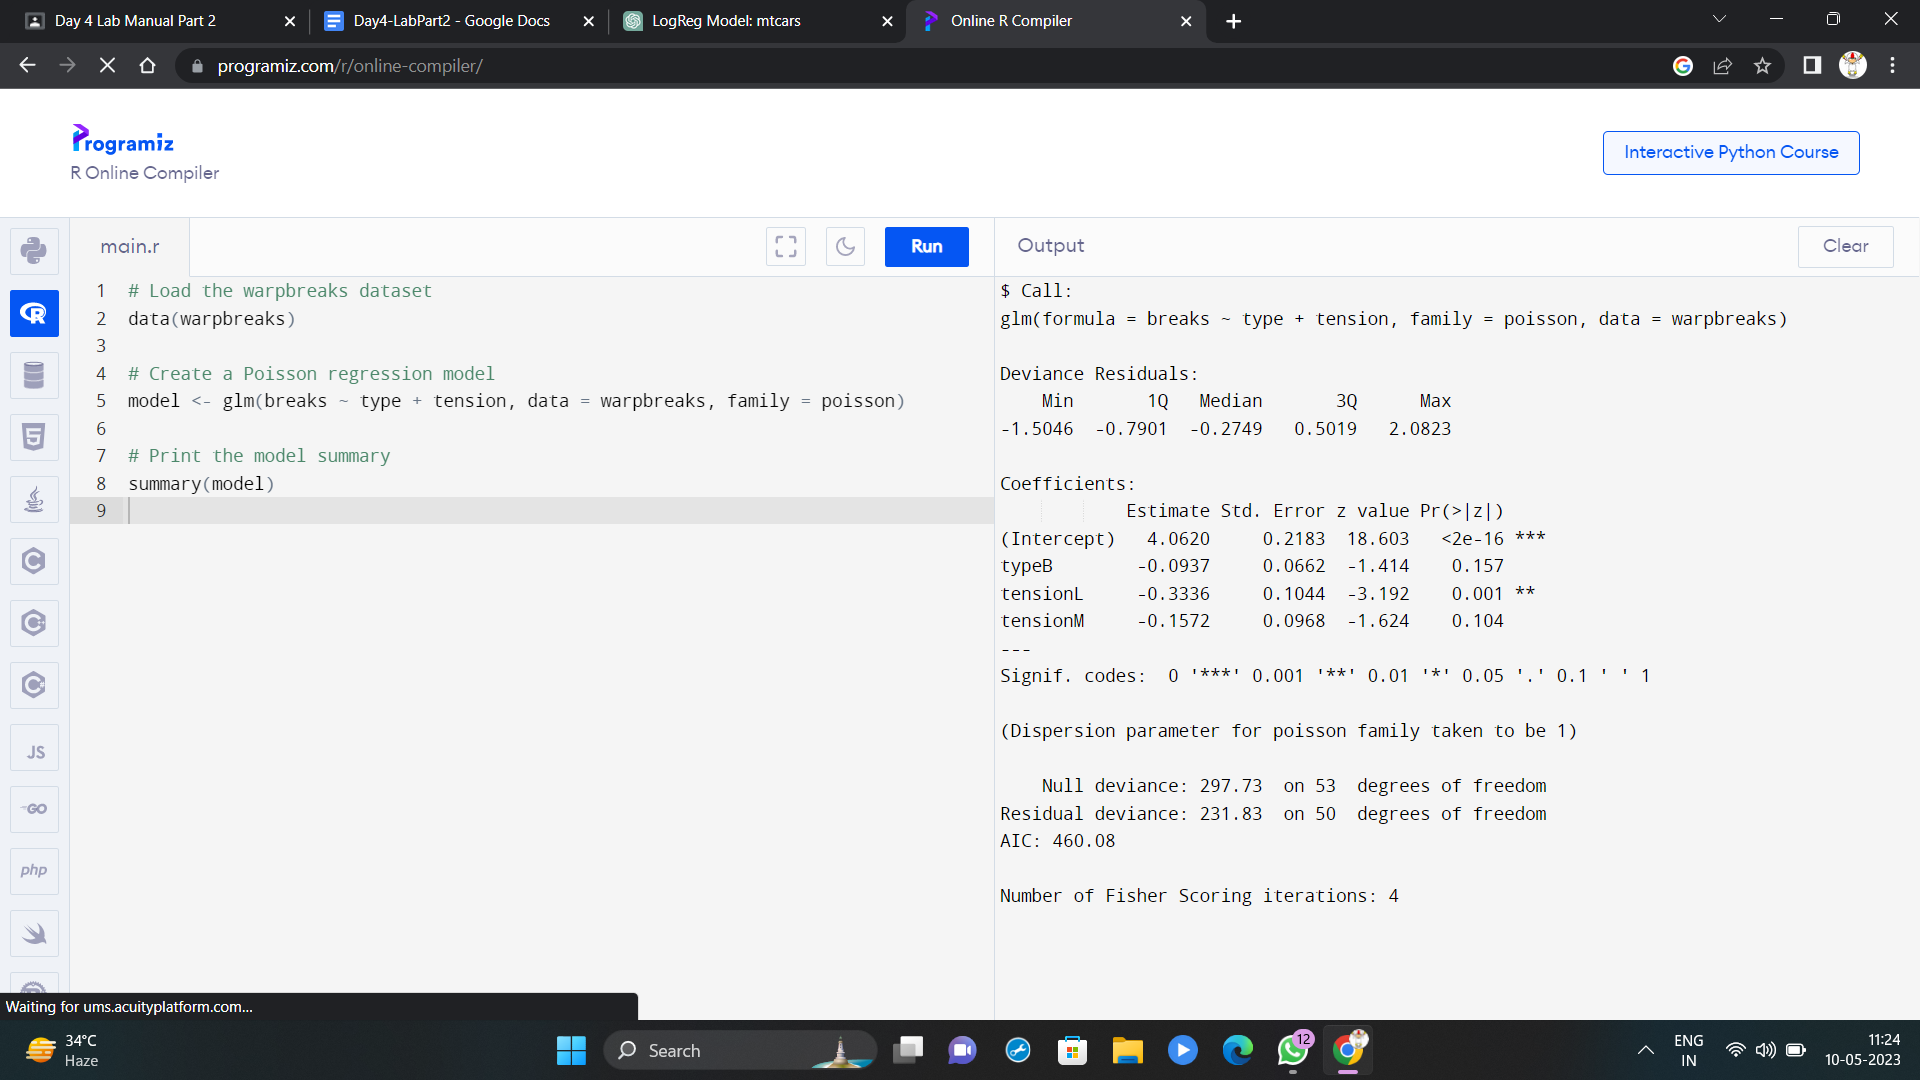 Day 4 Lab Manual Part 2
Day4-LabPart2 - Google Docs
LogReg Model: mtcars
Online R Compiler
programiz.com/r/online-compiler/
Programiz
R Online Compiler
Interactive Python Course
main.r
Run
Output
Clear
1 # Load the warpbreaks dataset
2 data(warpbreaks)
3
4 # Create a Poisson regression model
5 model <- glm(breaks ~ type + tension, data = warpbreaks, family = poisson)
6
7 # Print the model summary
8 summary(model)
9
$ Call:
glm(formula = breaks ~ type + tension, family = poisson, data = warpbreaks)
Deviance Residuals:
    Min       1Q   Median       3Q      Max
-1.5046  -0.7901  -0.2749   0.5019   2.0823
Coefficients:
            Estimate Std. Error z value Pr(>|z|)
(Intercept)   4.0620     0.2183  18.603   <2e-16 ***
typeB        -0.0937     0.0662  -1.414    0.157
tensionL     -0.3336     0.1044  -3.192    0.001 **
tensionM     -0.1572     0.0968  -1.624    0.104
---
Signif. codes:  0 '***' 0.001 '**' 0.01 '*' 0.05 '.' 0.1 ' ' 1
(Dispersion parameter for poisson family taken to be 1)
    Null deviance: 297.73  on 53  degrees of freedom
Residual deviance: 231.83  on 50  degrees of freedom
AIC: 460.08
Number of Fisher Scoring iterations: 4
JS
GO
php
Waiting for ums.acuityplatform.com...
34°C
Haze
Search
12
ENG
IN
11:24
10-05-2023